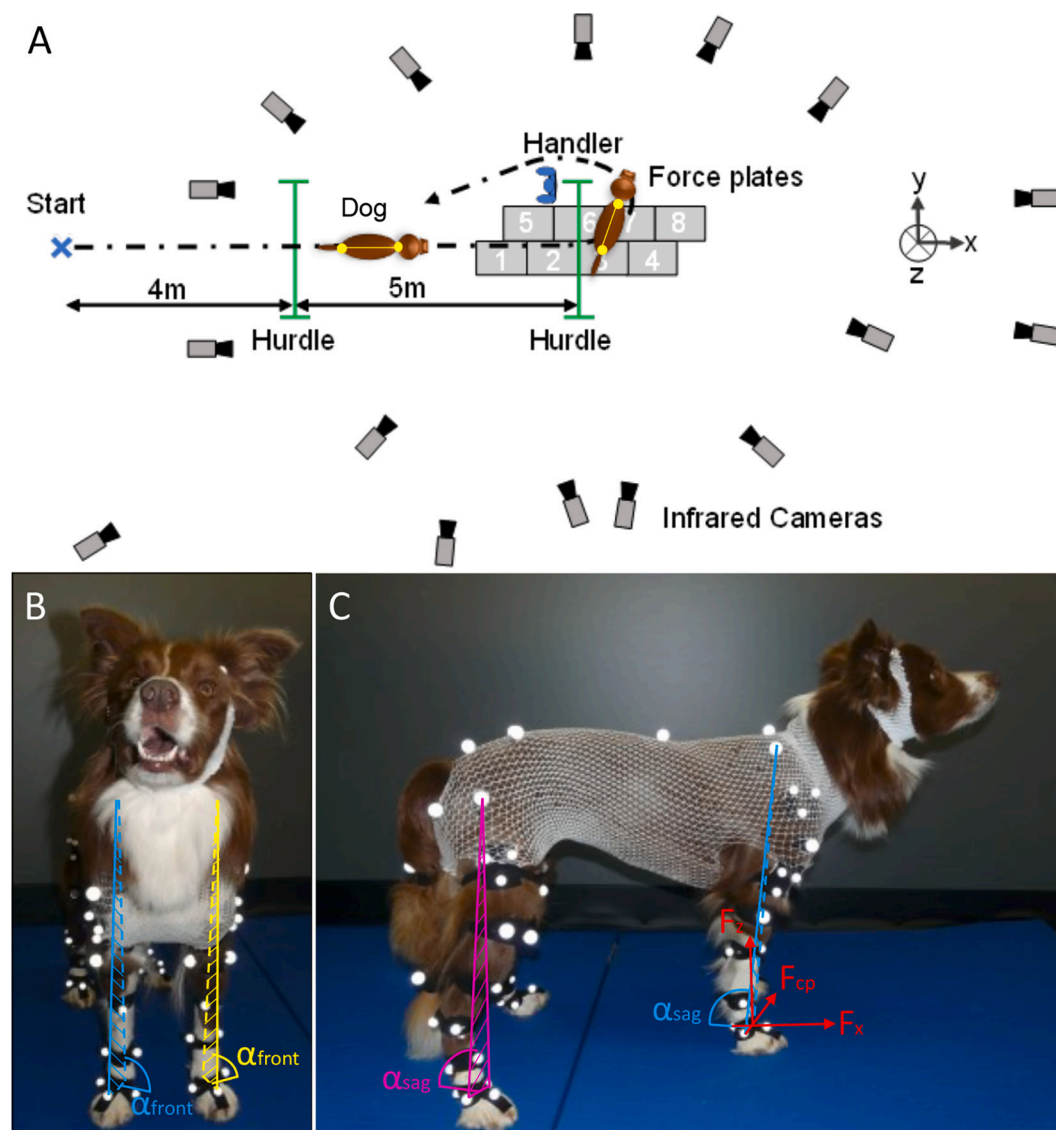 A
Handler
Force plates
Start
Dog
5 6 7 8
1 2 3 4
y
x
z
4m
5m
Hurdle
Hurdle
Infrared Cameras
B
αfront
αfront
C
Fz
Fcp
Fx
αsag
αsag